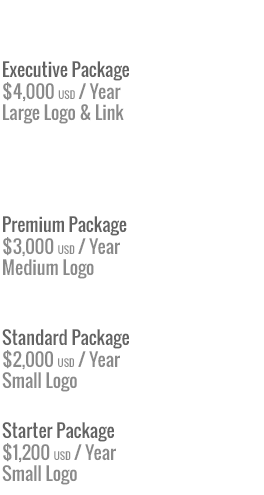 Executive Package
$4,000 USD / Year
Large Logo & Link
Premium Package
$3,000 USD / Year
Medium Logo
Standard Package
$2,000 USD / Year
Small Logo
Starter Package
$1,200 USD / Year
Small Logo